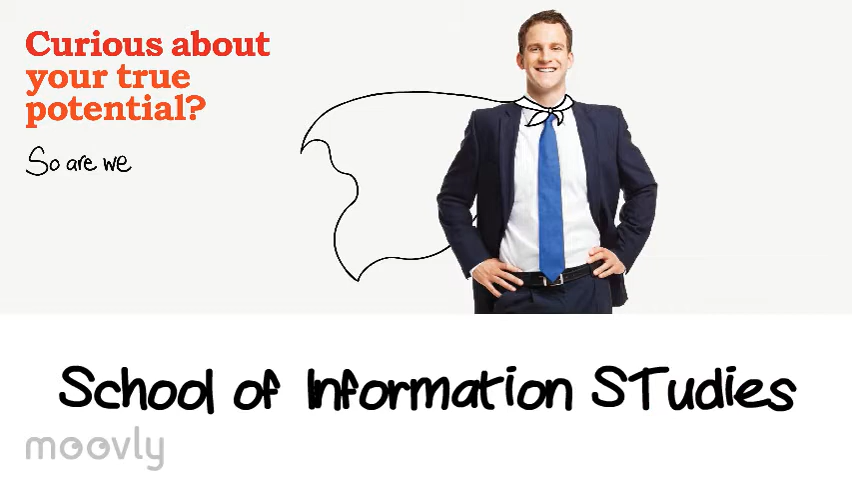 Curious about
your true
potential?
So are we
School of Information STudies
moovly